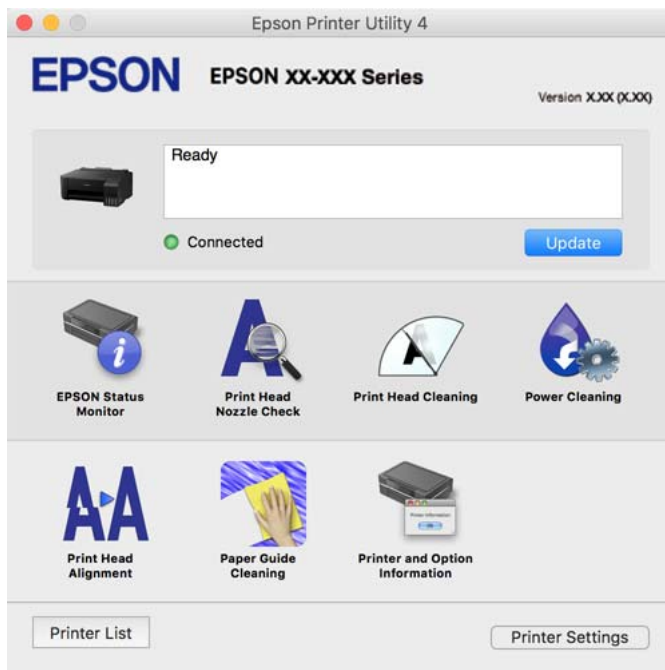 Epson Printer Utility 4
EPSON
EPSON XX-XXX Series
Version X.XX (X.XX)
Ready
Connected
Update
EPSON Status
Monitor
Print Head
Nozzle Check
Print Head Cleaning
Power Cleaning
Print Head
Alignment
Paper Guide
Cleaning
Printer and Option
Information
Printer List
Printer Settings